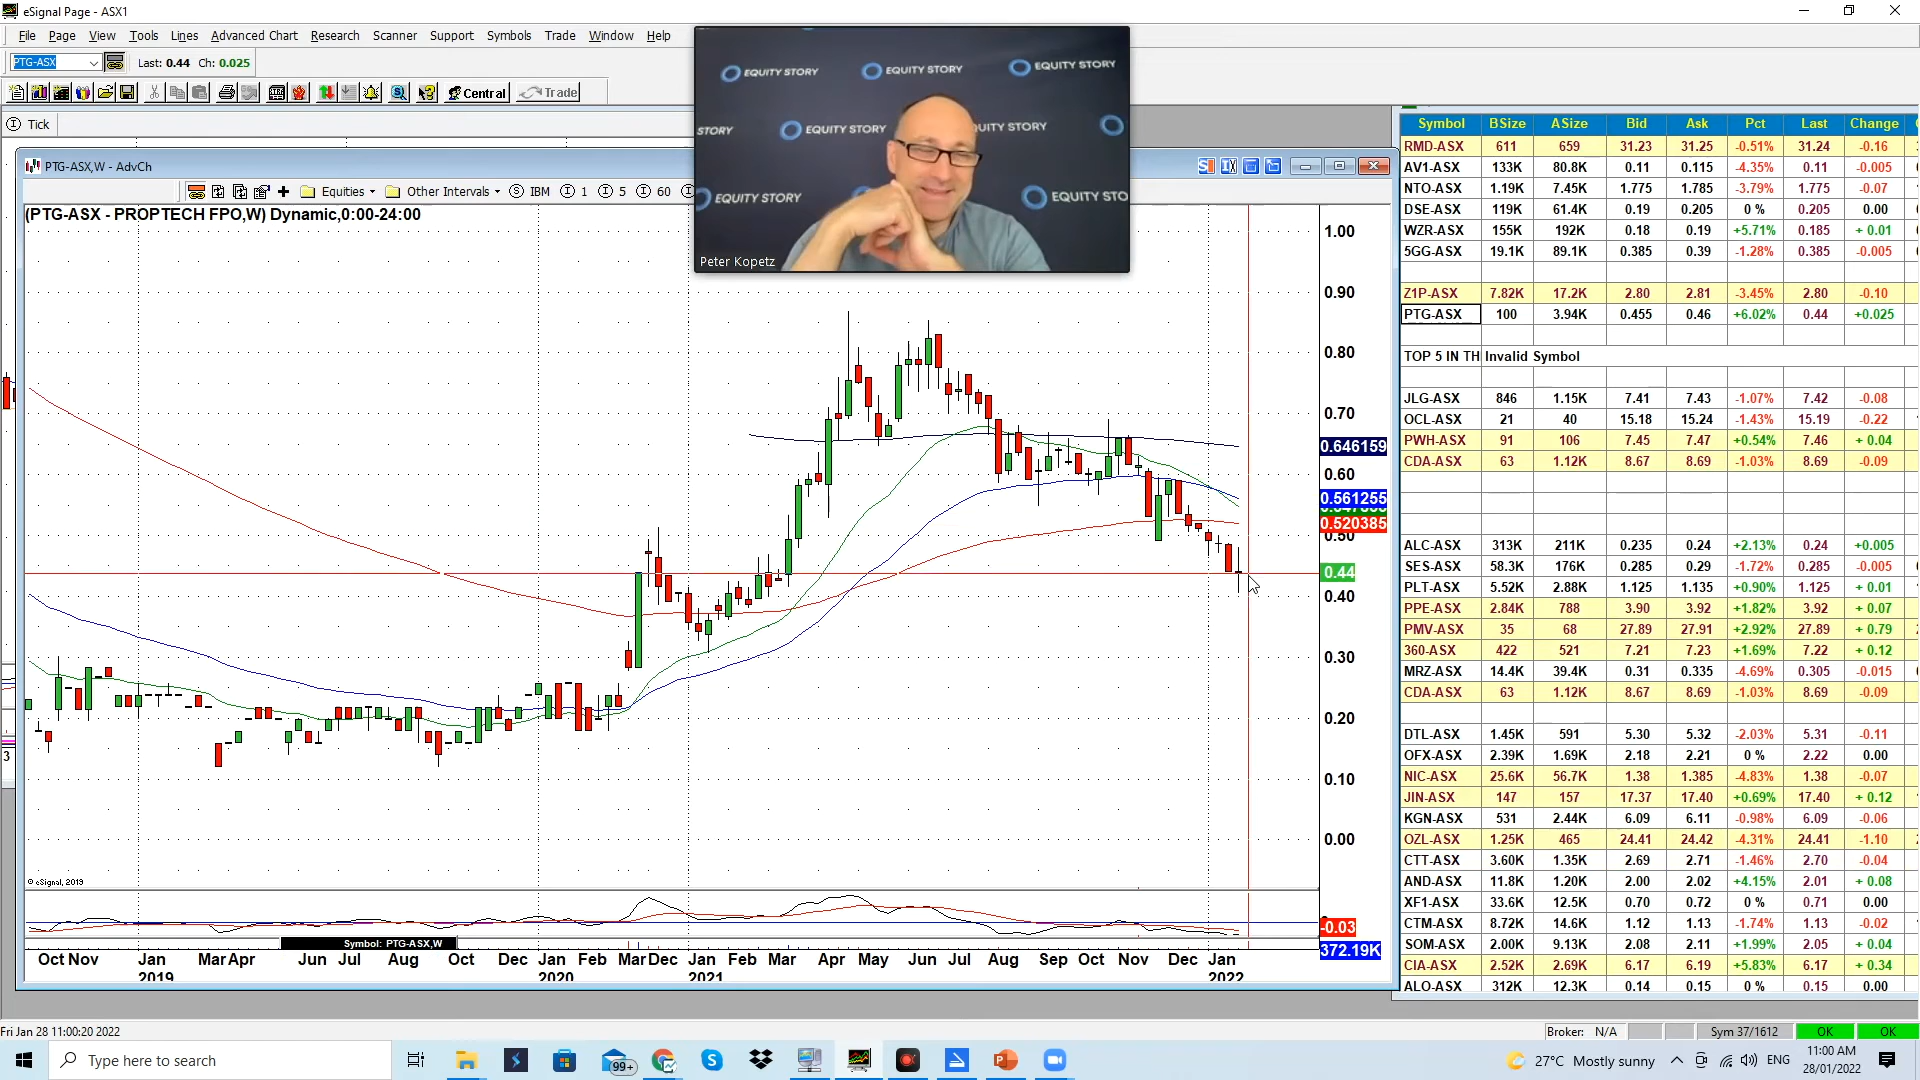 eSignal Page - ASX1
File Page View Tools Lines Advanced Chart Research Scanner Support Symbols Trade Window Help
PTG-ASX Last: 0.44 Ch: 0.025
Central Trade
Tick
PTG-ASX,W - AdvCh
Equities Other Intervals IBM 1 5 60
(PTG-ASX - PROPTECH FPO,W) Dynamic,0:00-24:00
EQUITY STORY EQUITY STORY EQUITY STORY
STORY EQUITY STORY QUITY STORY
EQUITY STORY EQUITY STO
Peter Kopetz
1.00
0.90
0.80
0.70
0.646159
0.60
0.561255
0.520385
0.50
0.44
0.40
0.30
0.20
0.10
0.00
© eSignal, 2019
-0.03
372.19K
Symbol: PTG-ASX,W
Oct Nov Jan Mar Apr Jun Jul Aug Oct Dec Jan Feb Mar Dec Jan Feb Mar Apr May Jun Jul Aug Sep Oct Nov Dec Jan
2019 2020 2021 2022
3
Symbol BSize ASize Bid Ask Pct Last Change
RMD-ASX 611 659 31.23 31.25 -0.51% 31.24 -0.16
AV1-ASX 133K 80.8K 0.11 0.115 -4.35% 0.11 -0.005
NTO-ASX 1.19K 7.45K 1.775 1.785 -3.79% 1.775 -0.07
DSE-ASX 119K 61.4K 0.19 0.205 0 % 0.205 0.00
WZR-ASX 155K 192K 0.18 0.19 +5.71% 0.185 + 0.01
5GG-ASX 19.1K 89.1K 0.385 0.39 -1.28% 0.385 -0.005
Z1P-ASX 7.82K 17.2K 2.80 2.81 -3.45% 2.80 -0.10
PTG-ASX 100 3.94K 0.455 0.46 +6.02% 0.44 +0.025
TOP 5 IN TH Invalid Symbol
JLG-ASX 846 1.15K 7.41 7.43 -1.07% 7.42 -0.08
OCL-ASX 21 40 15.18 15.24 -1.43% 15.19 -0.22
PWH-ASX 91 106 7.45 7.47 +0.54% 7.46 + 0.04
CDA-ASX 63 1.12K 8.67 8.69 -1.03% 8.69 -0.09
ALC-ASX 313K 211K 0.235 0.24 +2.13% 0.24 +0.005
SES-ASX 58.3K 176K 0.285 0.29 -1.72% 0.285 -0.005
PLT-ASX 5.52K 2.88K 1.125 1.135 +0.90% 1.125 + 0.01
PPE-ASX 2.84K 788 3.90 3.92 +1.82% 3.92 + 0.07
PMV-ASX 35 68 27.89 27.91 +2.92% 27.89 + 0.79
360-ASX 422 521 7.21 7.23 +1.69% 7.22 + 0.12
MRZ-ASX 14.4K 39.4K 0.31 0.335 -4.69% 0.305 -0.015
CDA-ASX 63 1.12K 8.67 8.69 -1.03% 8.69 -0.09
DTL-ASX 1.45K 591 5.30 5.32 -2.03% 5.31 -0.11
OFX-ASX 2.39K 1.69K 2.18 2.21 0 % 2.22 0.00
NIC-ASX 25.6K 56.7K 1.38 1.385 -4.83% 1.38 -0.07
JIN-ASX 147 157 17.37 17.40 +0.69% 17.40 + 0.12
KGN-ASX 531 2.44K 6.09 6.11 -0.98% 6.09 -0.06
OZL-ASX 1.25K 465 24.41 24.42 -4.31% 24.41 -1.10
CTT-ASX 3.60K 1.35K 2.69 2.71 -1.46% 2.70 -0.04
AND-ASX 11.8K 1.20K 2.00 2.02 +4.15% 2.01 + 0.08
XF1-ASX 33.6K 12.5K 0.70 0.72 0 % 0.71 0.00
CTM-ASX 8.72K 14.6K 1.12 1.13 -1.74% 1.13 -0.02
SOM-ASX 2.00K 9.13K 2.08 2.11 +1.99% 2.05 + 0.04
CIA-ASX 2.52K 2.69K 6.17 6.19 +5.83% 6.17 + 0.34
ALO-ASX 312K 12.3K 0.14 0.15 0 % 0.15 0.00
Fri Jan 28 11:00:20 2022
Broker: N/A Sym 37/1612 OK OK
Type here to search 99+ 27°C Mostly sunny ENG 11:00 AM
28/01/2022